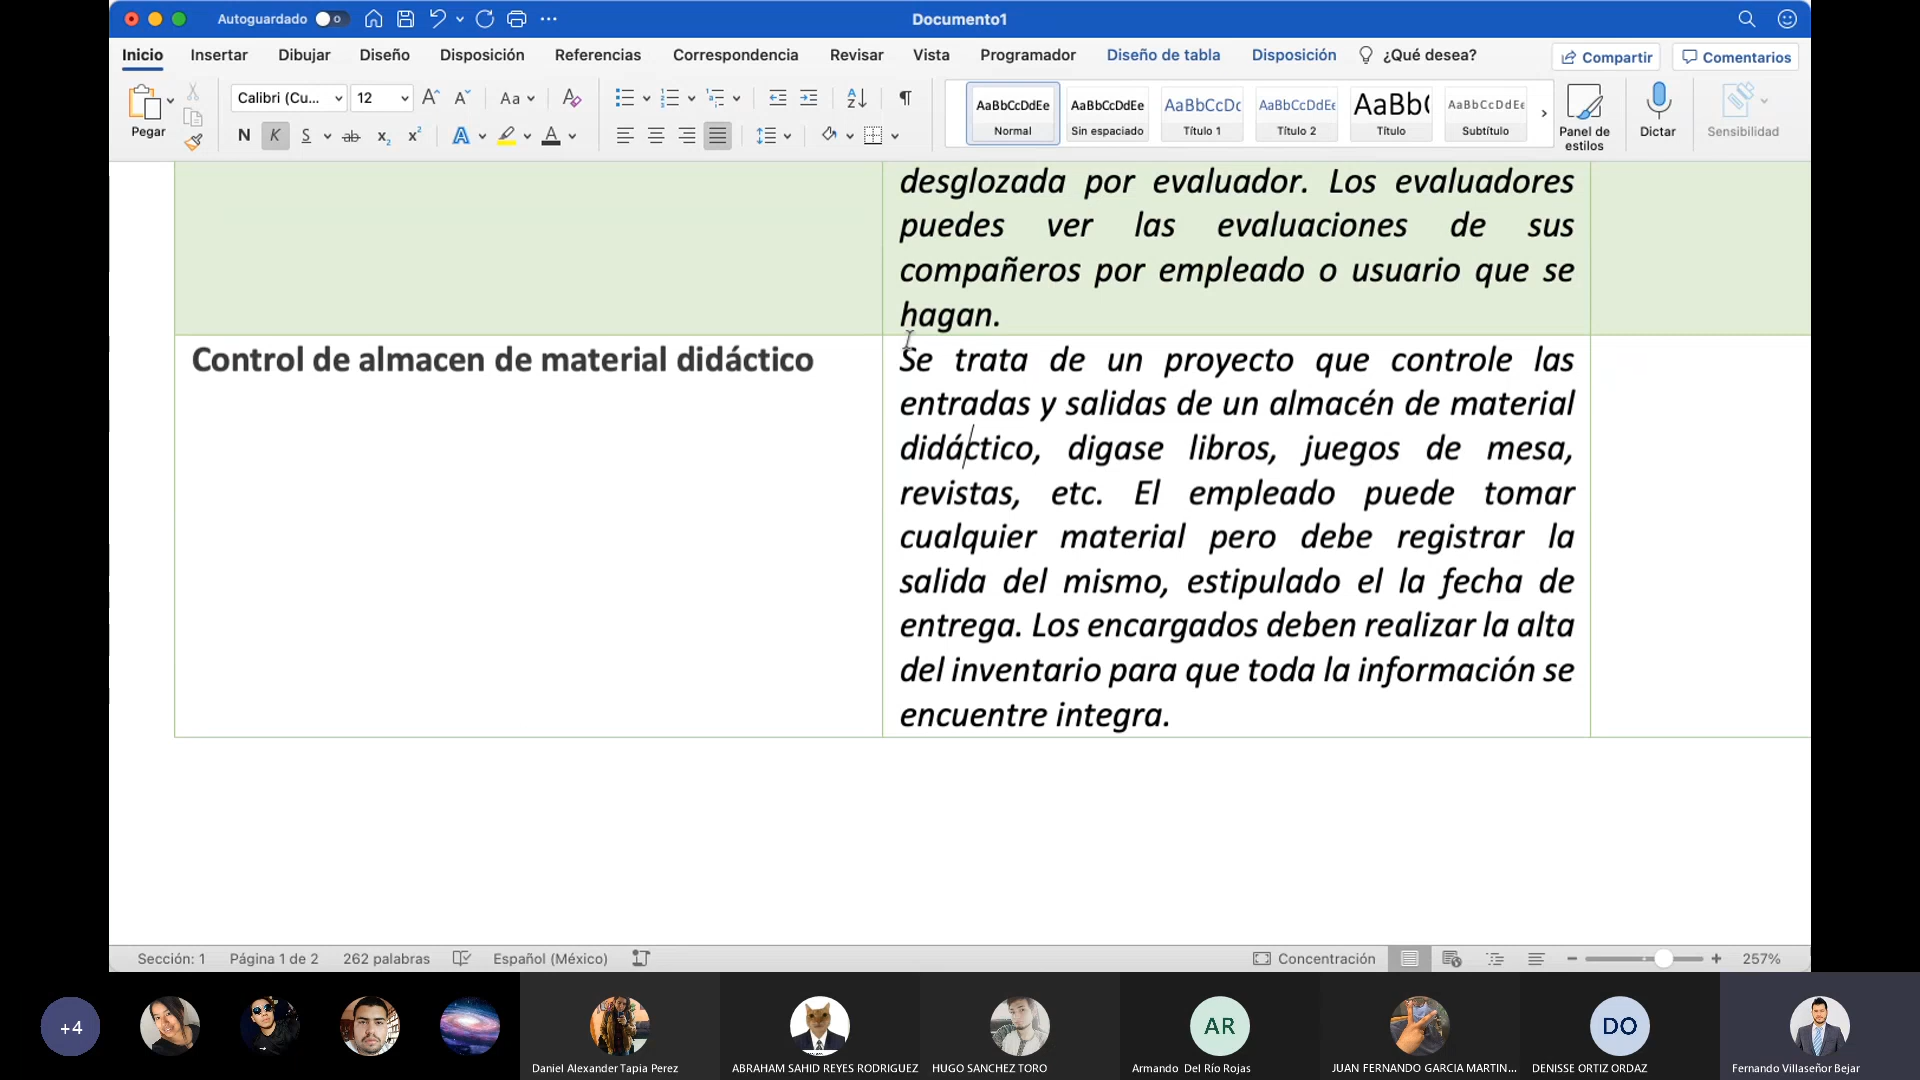 Autoguardado
Documento1
Inicio Insertar Dibujar Diseño Disposición Referencias Correspondencia Revisar Vista Programador Diseño de tabla Disposición ¿Qué desea? Compartir Comentarios
Pegar
Calibri (Cu... 12
N K S ab x₂ x²
AaBbCcDdEe AaBbCcDdEe AaBbCcDc AaBbCcDdEe AaBb( AaBbCcDdEe
Normal Sin espaciado Título 1 Título 2 Título Subtítulo
Panel de estilos
Dictar
Sensibilidad
desglozada por evaluador. Los evaluadores
puedes ver las evaluaciones de sus
compañeros por empleado o usuario que se
hagan.
Control de almacen de material didáctico
Se trata de un proyecto que controle las
entradas y salidas de un almacén de material
didáctico, digase libros, juegos de mesa,
revistas, etc. El empleado puede tomar
cualquier material pero debe registrar la
salida del mismo, estipulado el la fecha de
entrega. Los encargados deben realizar la alta
del inventario para que toda la información se
encuentre integra.
Sección: 1 Página 1 de 2 262 palabras Español (México) Concentración 257%
+4
AR
DO
Daniel Alexander Tapia Perez
ABRAHAM SAHID REYES RODRIGUEZ
HUGO SANCHEZ TORO
Armando Del Río Rojas
JUAN FERNANDO GARCIA MARTIN...
DENISSE ORTIZ ORDAZ
Fernando Villaseñor Bejar